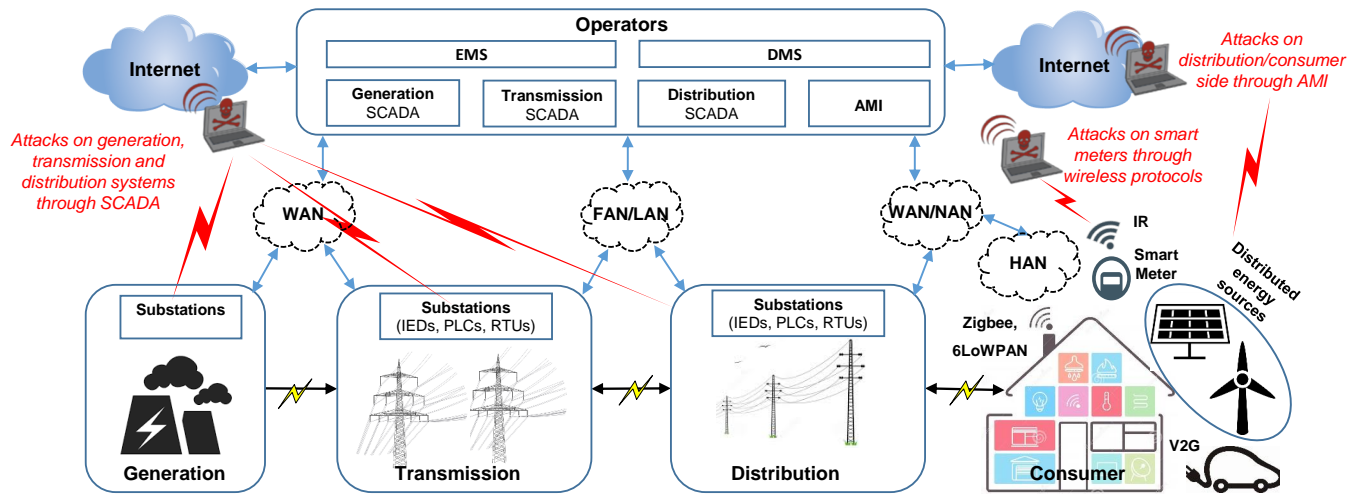 Operators
EMS
DMS
Generation
SCADA
Transmission
SCADA
Distribution
SCADA
AMI
Internet
Internet
Attacks on
distribution/consumer
side through AMI
Attacks on generation,
transmission and
distribution systems
through SCADA
Attacks on smart
meters through
wireless protocols
WAN
FAN/LAN
WAN/NAN
HAN
IR
Smart
Meter
Distributed
energy
sources
Substations
Substations
(IEDs, PLCs, RTUs)
Substations
(IEDs, PLCs, RTUs)
Zigbee,
6LoWPAN
V2G
Generation
Transmission
Distribution
Consumer